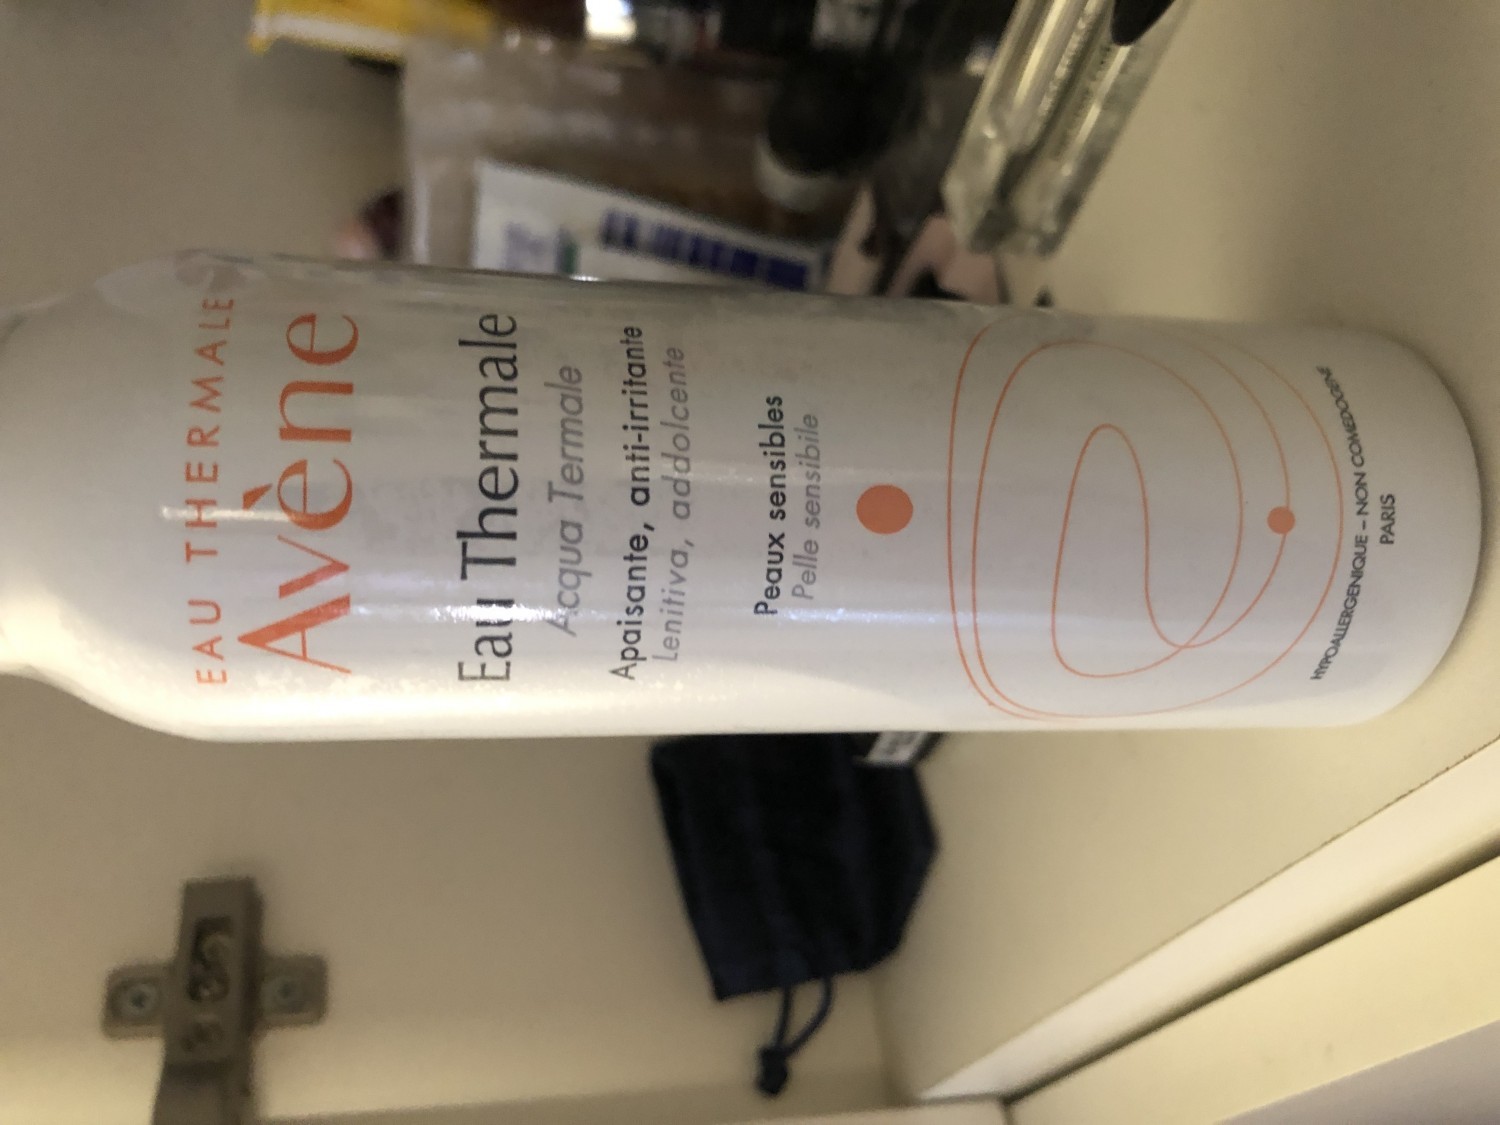 EAU THERMALE
Avène
Eau Thermale
Acqua Termale
Apaisante, anti-irritante
Lenitiva, addolcente
Peaux sensibles
Pelle sensibile
HYPOALLERGENIQUE – NON COMEDOGENE
PARIS